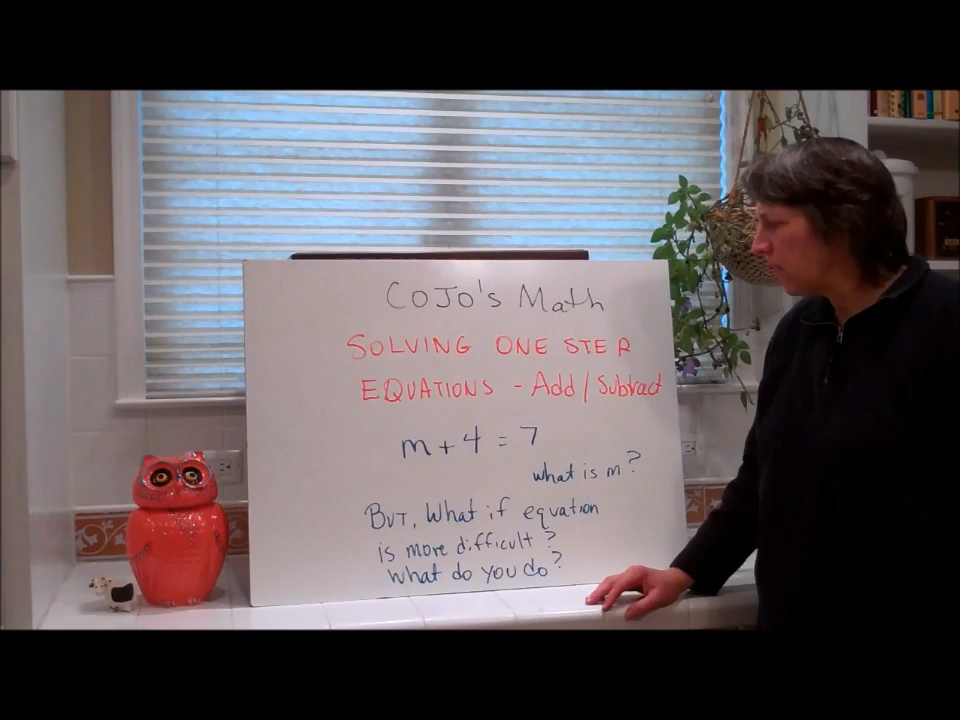 CoJo's Math
SOLVING ONE STEP
EQUATIONS - Add/Subtract
m + 4 = 7
what is m?
BUT, What if equation
is more difficult?
What do you do?